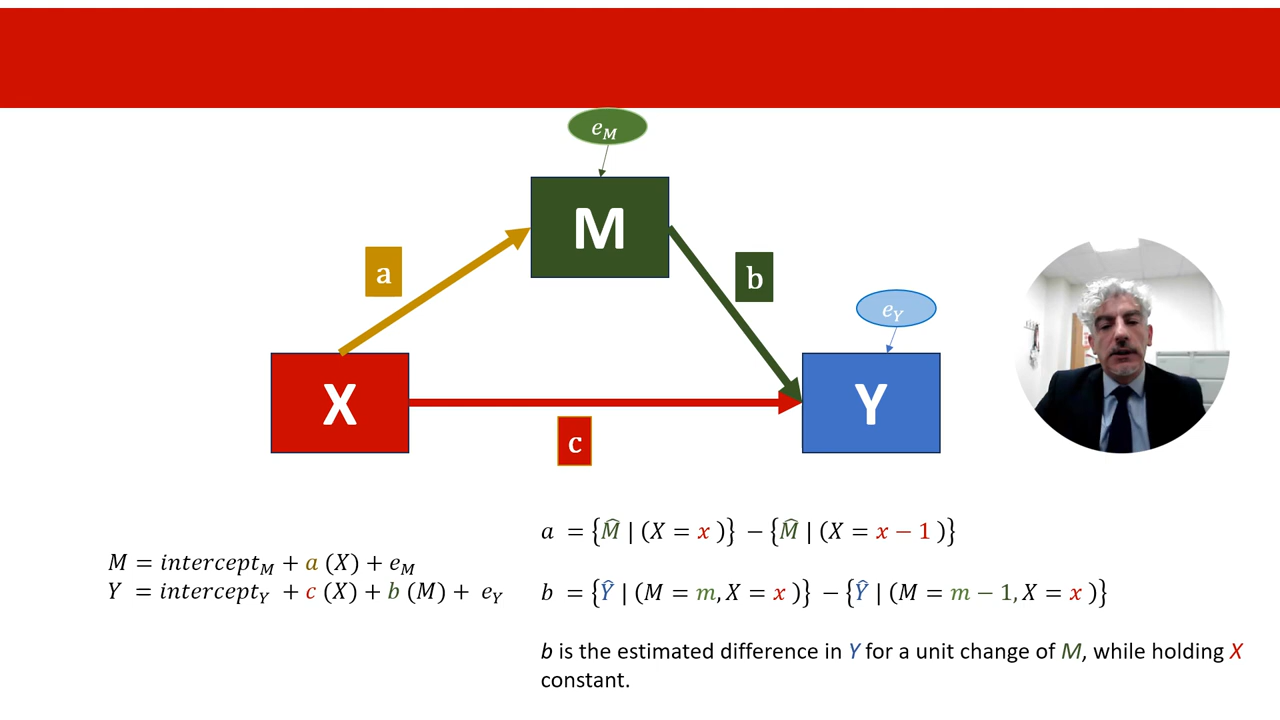 e_M
M
a
b
e_Y
X
Y
c
a = {M̂ | (X = x )} − {M̂ | (X = x − 1 )}
M = intercept_M + a (X) + e_M
Y = intercept_Y + c (X) + b (M) + e_Y
b = {Ŷ | (M = m, X = x )} − {Ŷ | (M = m − 1, X = x )}
b is the estimated difference in Y for a unit change of M, while holding X
constant.